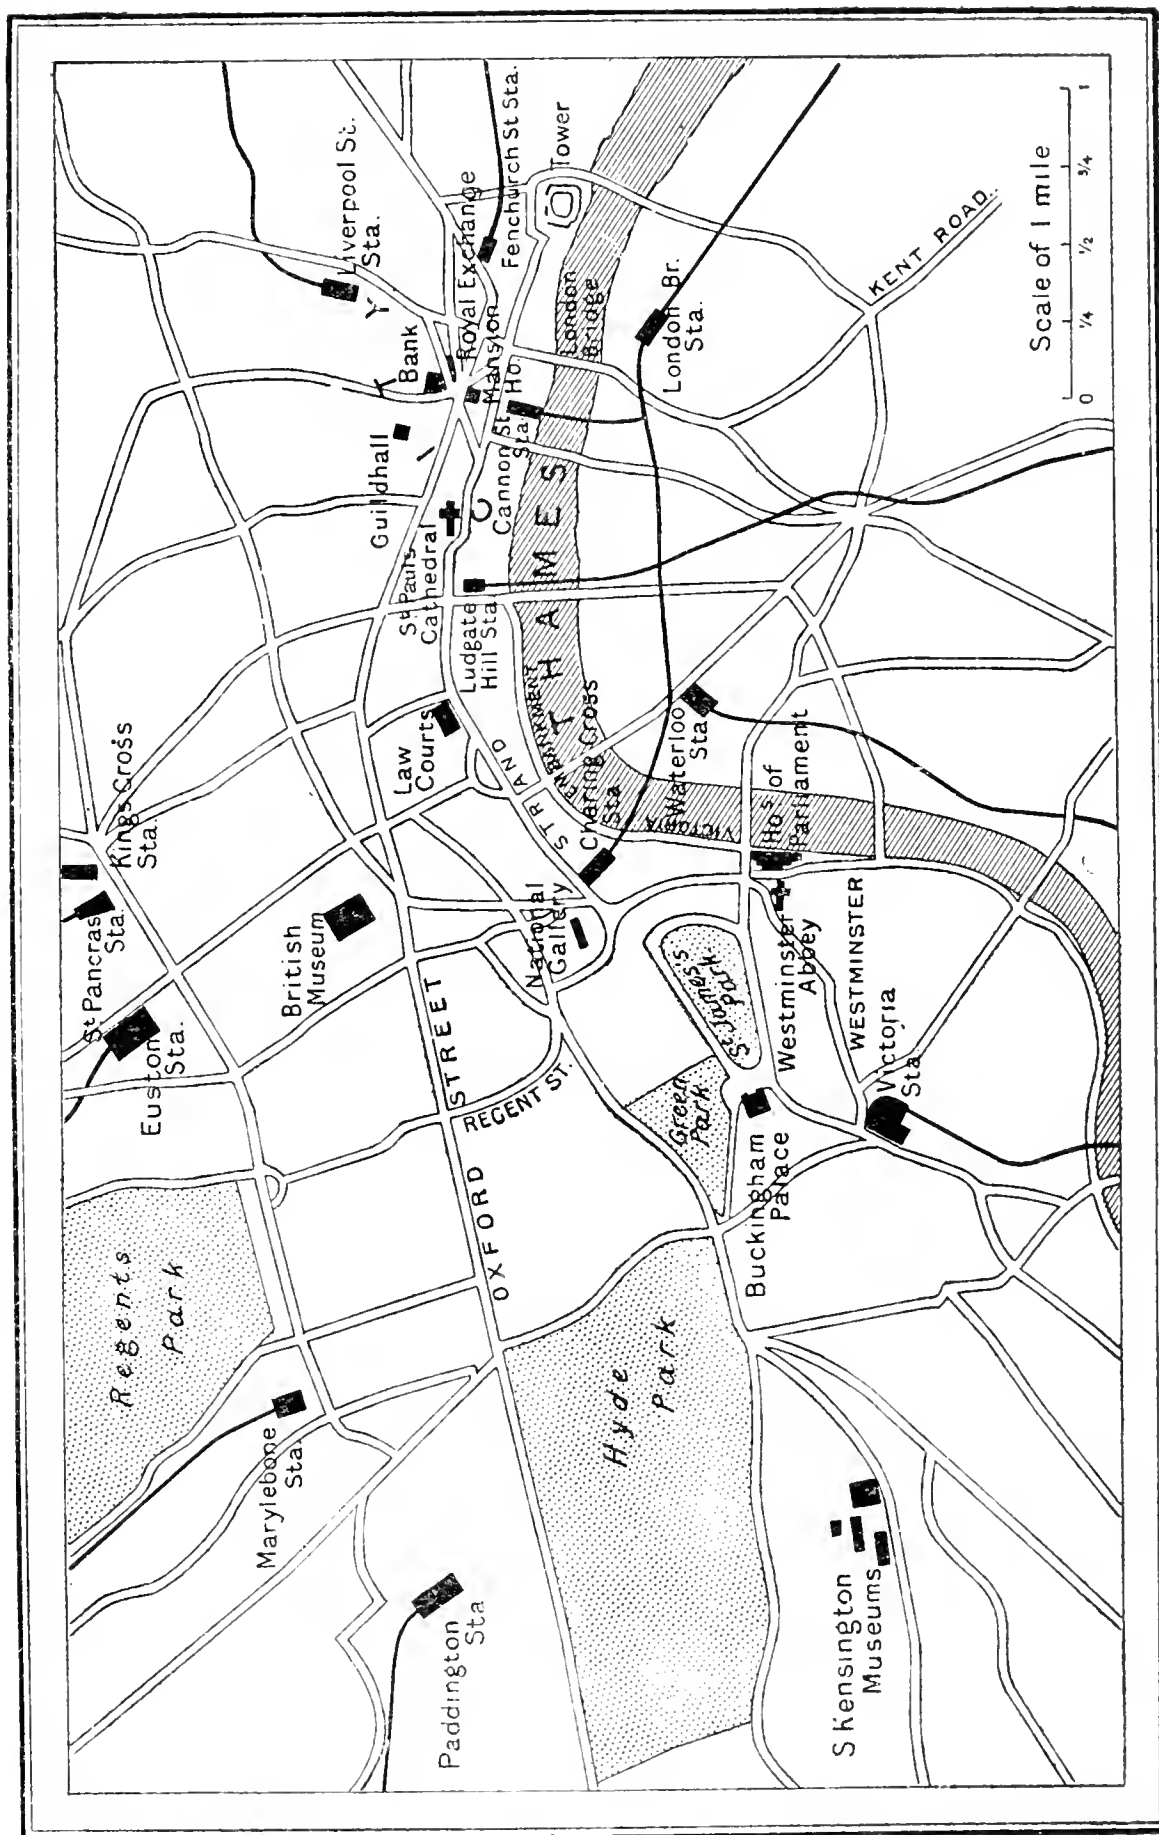 Regents
Park
Marylebone
Sta.
Paddington
Sta
Euston
Sta.
St Pancras
Sta.
Kings Cross
Sta.
British
Museum
OXFORD STREET
REGENT ST.
Hyde
Park
S Kensington
Museums
Green
Park
St James's
Park
Buckingham
Palace
Victoria
Sta
WESTMINSTER
Westminster
Abbey
Ho.s. of
Parliament
National
Gallery
Charing Cross
Sta
STRAND
VICTORIA EMBANKMENT
Law
Courts
Waterloo
Sta
Ludgate
Hill Sta.
St Pauls
Cathedral
Guildhall
CITY
Bank
Royal Exchange
Mansion
Ho.
Cannon St
Sta.
Liverpool St.
Sta.
Fenchurch St Sta.
Tower
London
Bridge
THAMES
London Br.
Sta.
KENT ROAD.
Scale of 1 mile
0 1/4 1/2 3/4 1